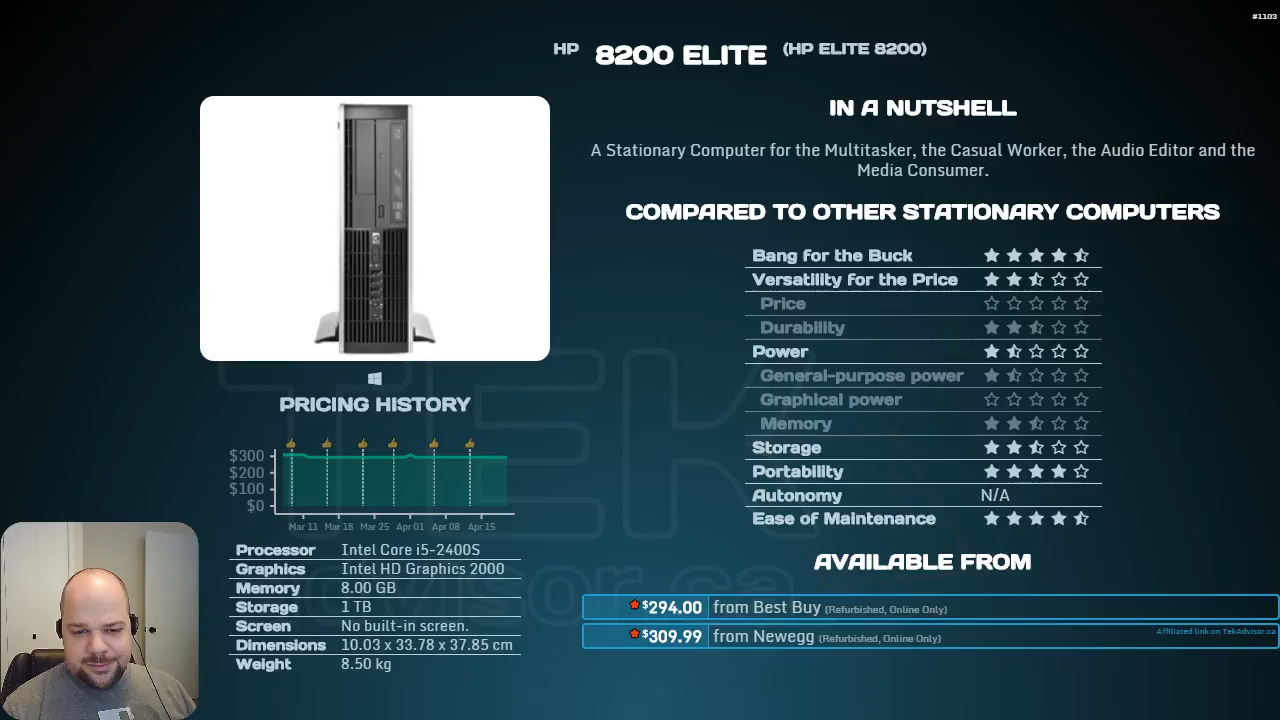 #1103
HP 8200 ELITE (HP ELITE 8200)
IN A NUTSHELL
A Stationary Computer for the Multitasker, the Casual Worker, the Audio Editor and the
Media Consumer.
COMPARED TO OTHER STATIONARY COMPUTERS
Bang for the Buck
Versatility for the Price
Price
Durability
Power
General-purpose power
Graphical power
Memory
Storage
Portability
Autonomy N/A
Ease of Maintenance
PRICING HISTORY
$300
$200
$100
$0
Mar 11 Mar 18 Mar 25 Apr 01 Apr 08 Apr 15
Processor Intel Core i5-2400S
Graphics Intel HD Graphics 2000
Memory 8.00 GB
Storage 1 TB
Screen No built-in screen.
Dimensions 10.03 x 33.78 x 37.85 cm
Weight 8.50 kg
AVAILABLE FROM
$294.00 from Best Buy (Refurbished, Online Only)
$309.99 from Newegg (Refurbished, Online Only)
Affiliated link on TekAdvisor.ca
TEK
advisor.ca